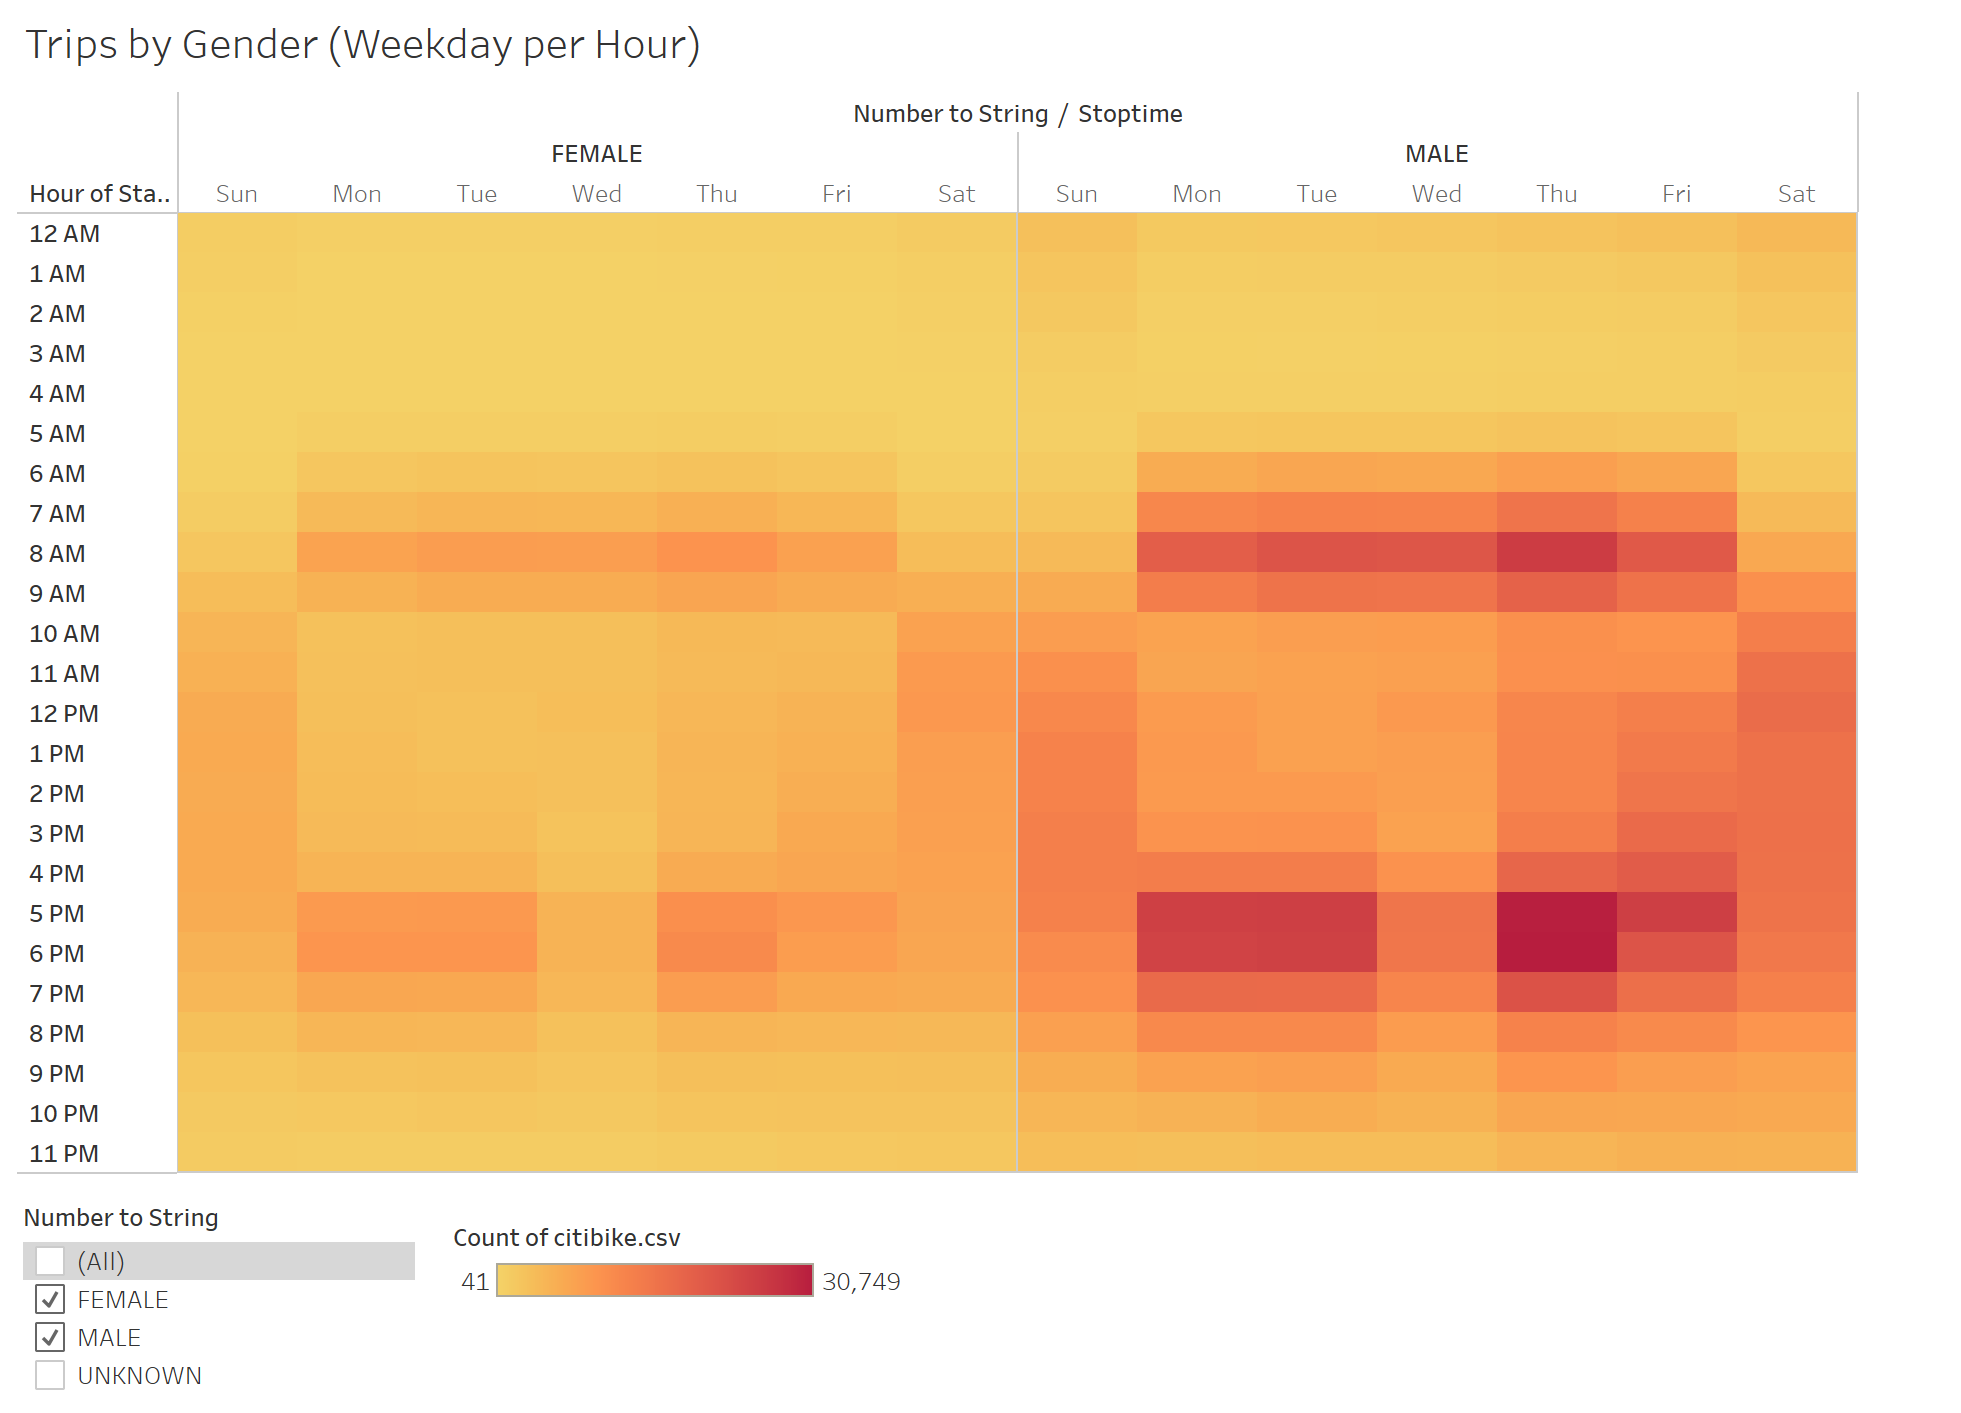 Trips by Gender (Weekday per Hour)
Number to String / Stoptime
FEMALE MALE
Hour of Sta.. Sun Mon Tue Wed Thu Fri Sat Sun Mon Tue Wed Thu Fri Sat
12 AM
1 AM
2 AM
3 AM
4 AM
5 AM
6 AM
7 AM
8 AM
9 AM
10 AM
11 AM
12 PM
1 PM
2 PM
3 PM
4 PM
5 PM
6 PM
7 PM
8 PM
9 PM
10 PM
11 PM
Number to String
(All)
FEMALE
MALE
UNKNOWN
Count of citibike.csv
41 30,749